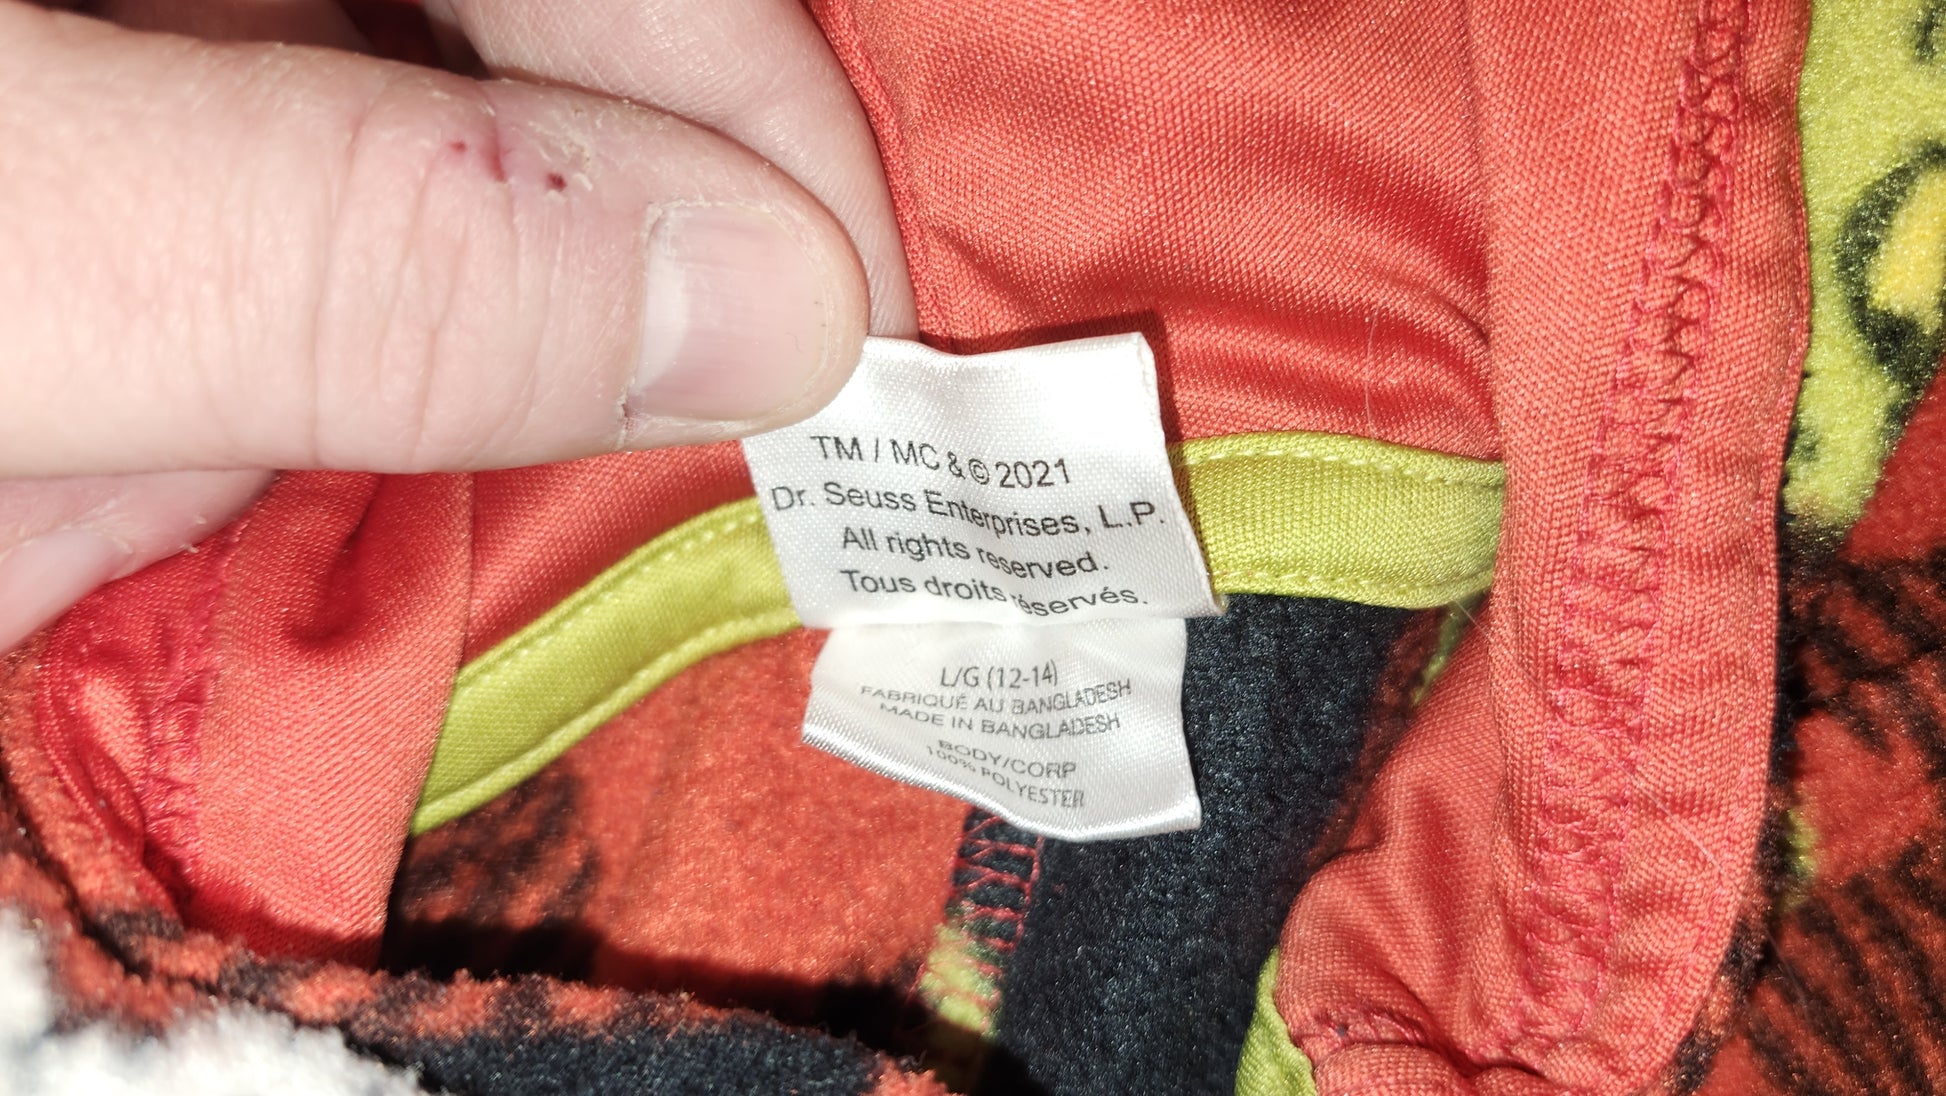 TM / MC & © 2021
Dr. Seuss Enterprises, L.P.
All rights reserved.
Tous droits réservés.
L/G (12-14)
FABRIQUÉ AU BANGLADESH
MADE IN BANGLADESH
BODY/CORP
100% POLYESTER